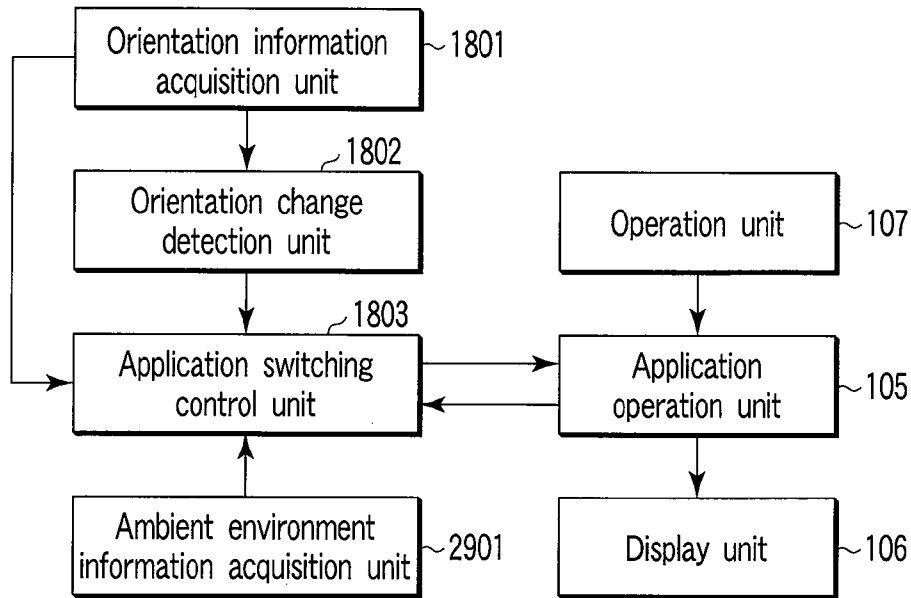 Orientation information
acquisition unit
1801
1802
Orientation change
detection unit
Operation unit
107
1803
Application switching
control unit
Application
operation unit
105
Ambient environment
information acquisition unit
2901
Display unit
106